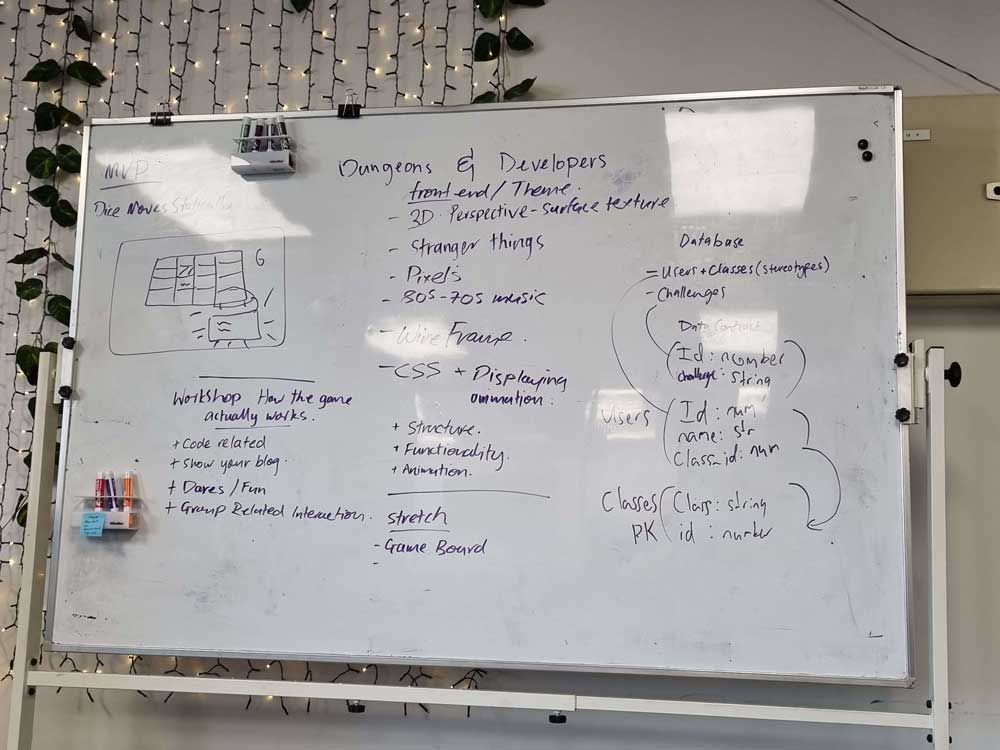 Dungeons & Developers
MVP
Dice Moves Statically
6
Workshop How the game
actually works.
+ Code related
+ Show your blog.
+ Dares / Fun
+ Group Related Interaction.
front end / Theme.
- 3D. Perspective - surface texture
- Stranger things
- Pixels
- 80s - 70s music
- Wire Frame.
- CSS + Displaying
animation.
+ Structure.
+ Functionality.
+ Animation.
Stretch
- Game Board
-
Database
- Users + Classes (stereotypes)
- Challenges
Data Contract
Id : number
challenge : string
Users
Id : num
name : str
Class_id : num
Classes
Class : string
PK
id : number